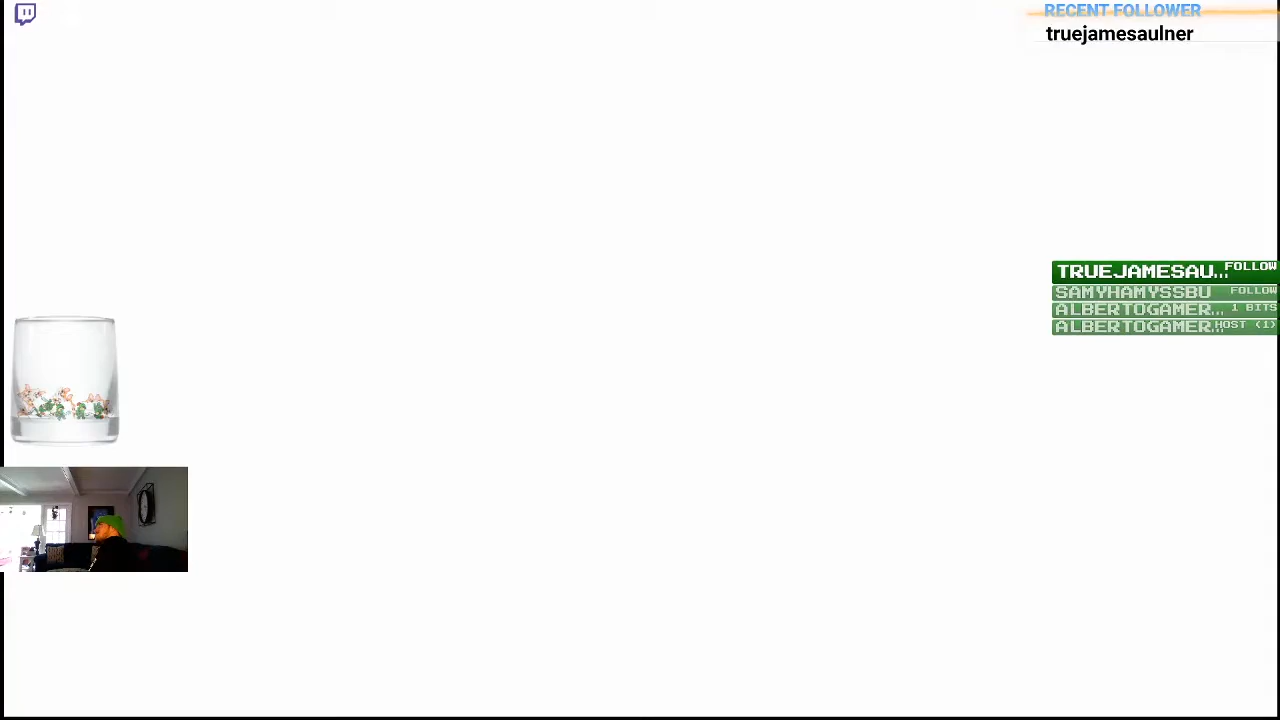 RECENT FOLLOWER
truejamesaulner
TRUEJAMESAU... FOLLOW
SAMYHAMYSSBU FOLLOW
ALBERTOGAMER... 1 BITS
ALBERTOGAMER... HOST (1)